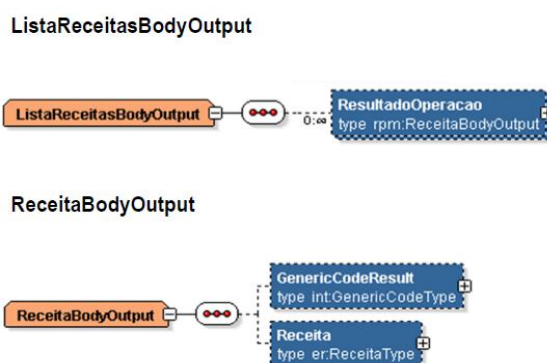 ListaReceitasBodyOutput
ListaReceitasBodyOutput
ResultadoOperacao
0:∞
type rpm:ReceitaBodyOutput
ReceitaBodyOutput
GenericCodeResult
type int:GenericCodeType
ReceitaBodyOutput
Receita
type er:ReceitaType